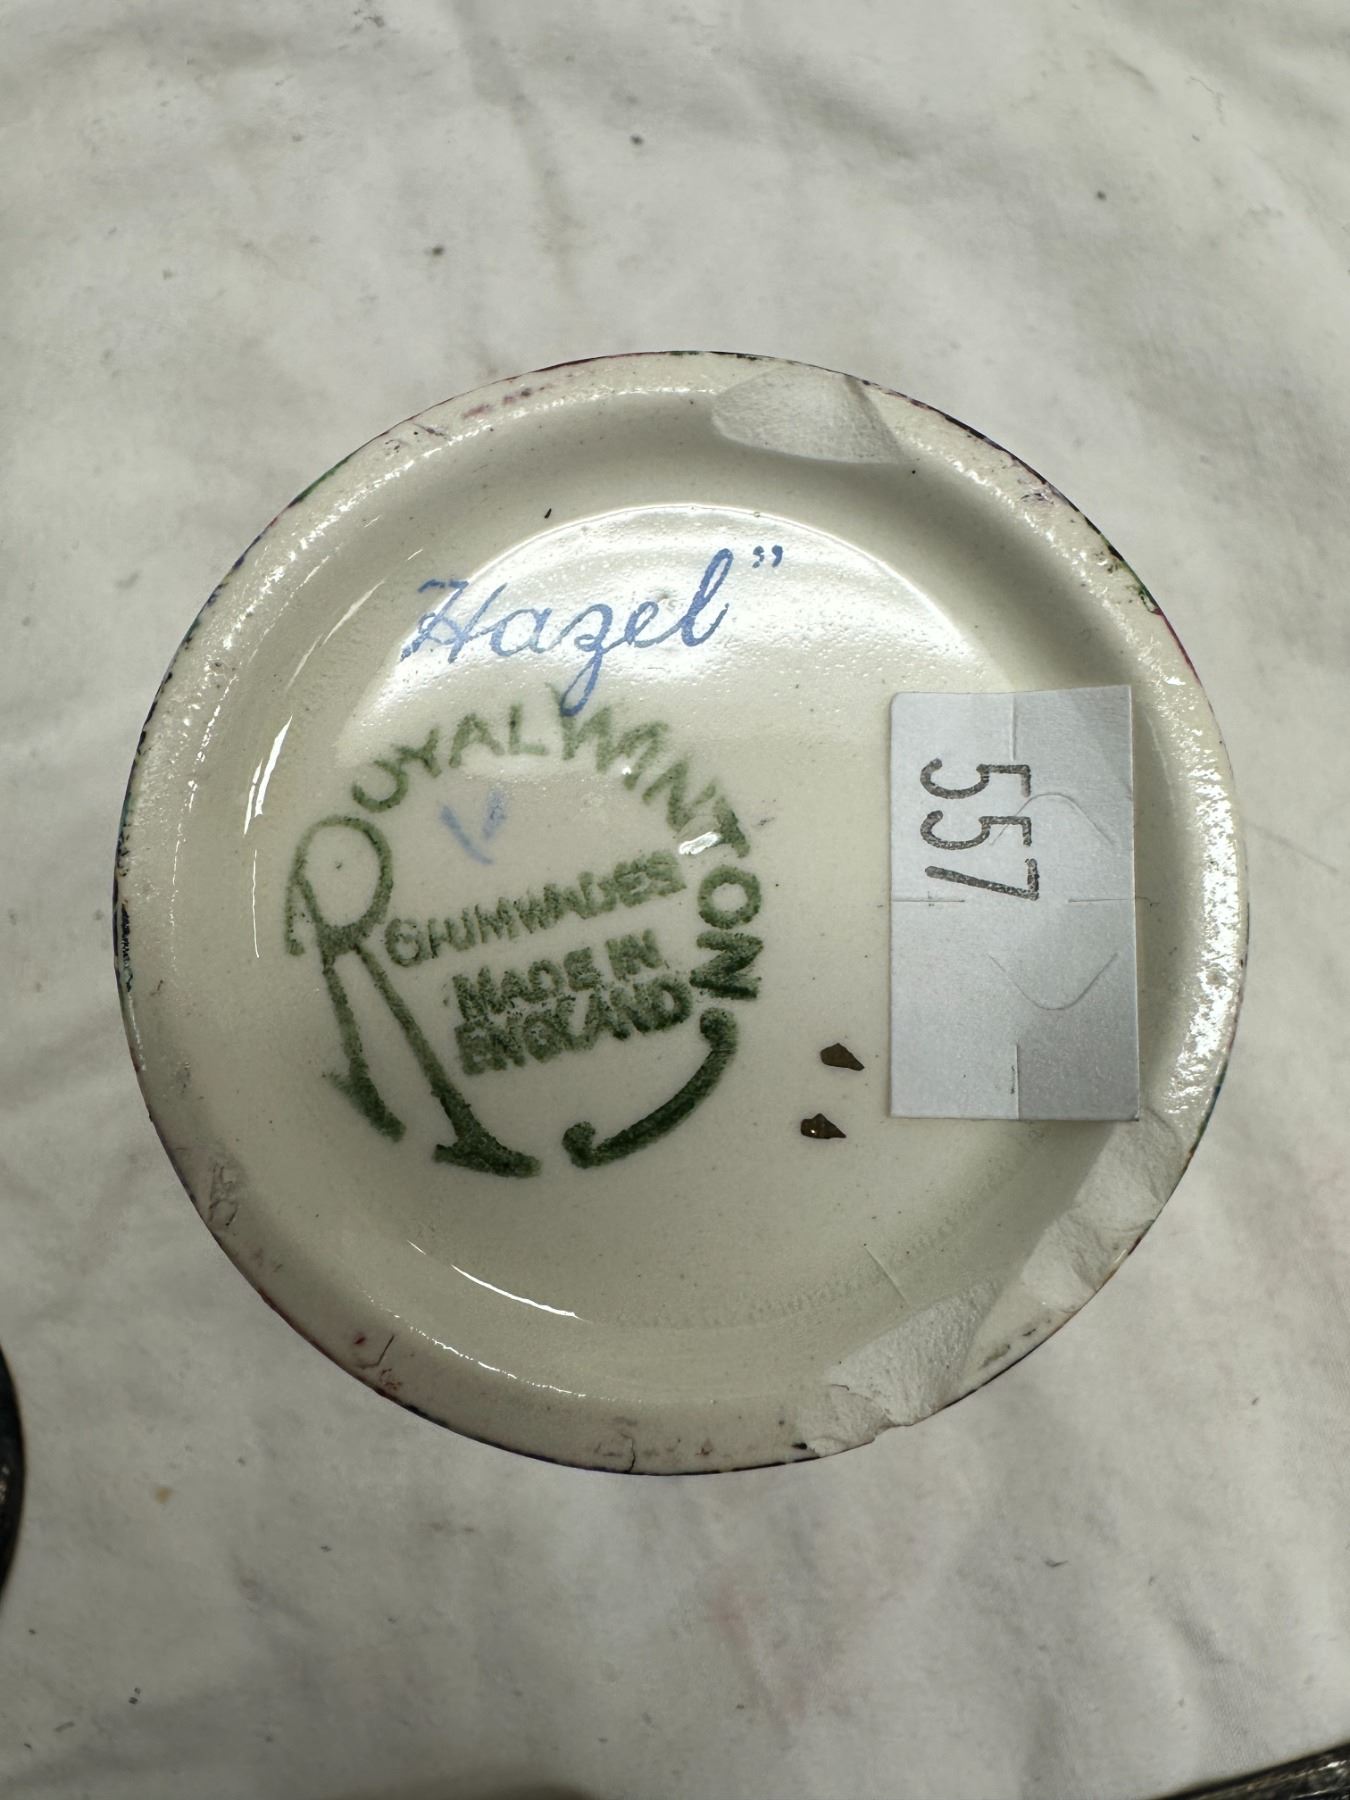 Hazel"
ROYAL WINTON
V
GRIMWADES
MADE IN
ENGLAND
557